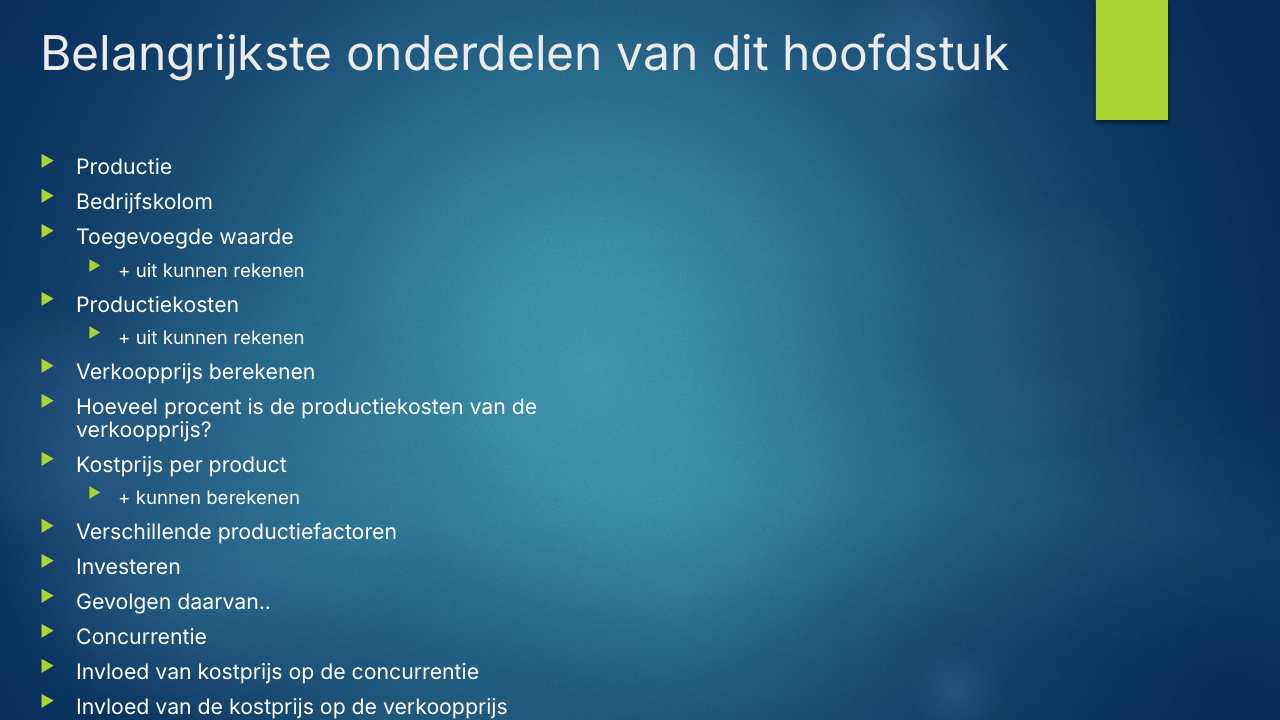 Belangrijkste onderdelen van dit hoofdstuk
Productie
Bedrijfskolom
Toegevoegde waarde
+ uit kunnen rekenen
Productiekosten
+ uit kunnen rekenen
Verkoopprijs berekenen
Hoeveel procent is de productiekosten van de
verkoopprijs?
Kostprijs per product
+ kunnen berekenen
Verschillende productiefactoren
Investeren
Gevolgen daarvan..
Concurrentie
Invloed van kostprijs op de concurrentie
Invloed van de kostprijs op de verkoopprijs